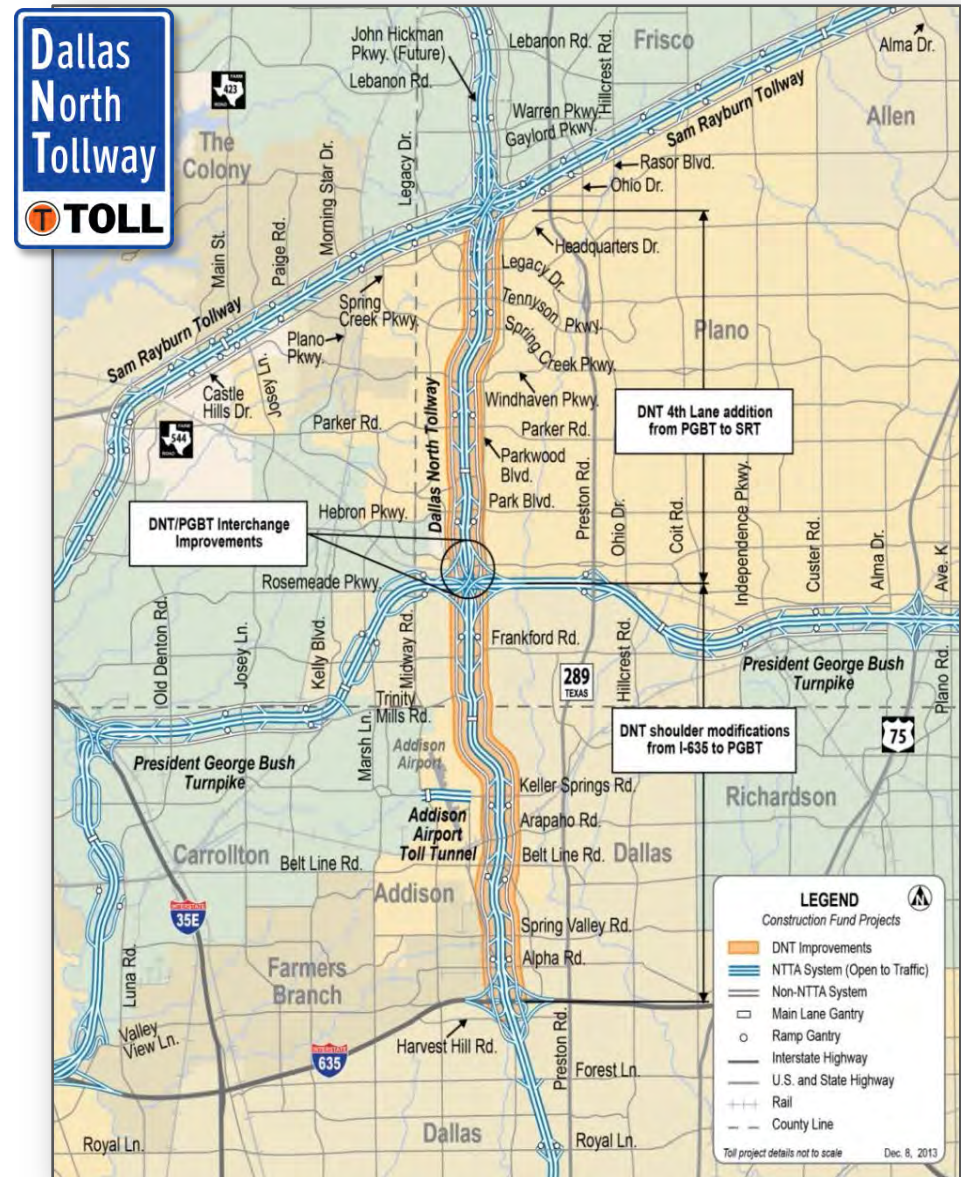 Dallas
North
Tollway
T TOLL
John Hickman
Pkwy. (Future)
Lebanon Rd.
Lebanon Rd.
Hillcrest Rd.
Frisco
Alma Dr.
FARM
423
ROAD
The
Colony
Warren Pkwy.
Gaylord Pkwy.
Sam Rayburn Tollway
Allen
Rasor Blvd.
Ohio Dr.
Main St.
Paige Rd.
Morning Star Dr.
Legacy Dr.
Headquarters Dr.
Legacy Dr.
Tennyson Pkwy.
Spring Creek Pkwy.
Plano
Sam Rayburn Tollway
Spring
Creek Pkwy.
Plano
Pkwy.
Castle
Hills Dr.
Josey Ln.
Windhaven Pkwy.
DNT 4th Lane addition
from PGBT to SRT
FARM
544
ROAD
Parker Rd.
Dallas North Tollway
Parker Rd.
Parkwood
Blvd.
Park Blvd.
Preston Rd.
Ohio Dr.
Coit Rd.
Independence Pkwy.
Custer Rd.
Alma Dr.
Ave. K
Hebron Pkwy.
DNT/PGBT Interchange
Improvements
Rosemeade Pkwy.
Old Denton Rd.
Josey Ln.
Kelly Blvd.
Midway Rd.
Frankford Rd.
289
TEXAS
Hillcrest Rd.
President George Bush
Turnpike
Plano Rd.
Trinity
Mills Rd.
Marsh Ln.
Addison
Airport
DNT shoulder modifications
from I-635 to PGBT
75
President George Bush
Turnpike
Keller Springs Rd.
Richardson
Addison
Airport
Toll Tunnel
Arapaho Rd.
Carrollton
Belt Line Rd.
Belt Line Rd.
Dallas
Addison
INTERSTATE
35E
Spring Valley Rd.
Alpha Rd.
Luna Rd.
Farmers
Branch
Valley
View Ln.
Harvest Hill Rd.
INTERSTATE
635
Preston Rd.
Forest Ln.
Royal Ln.
Dallas
Royal Ln.
LEGEND
N
Construction Fund Projects
DNT Improvements
NTTA System (Open to Traffic)
Non-NTTA System
Main Lane Gantry
Ramp Gantry
Interstate Highway
U.S. and State Highway
Rail
County Line
Toll project details not to scale
Dec. 8, 2013